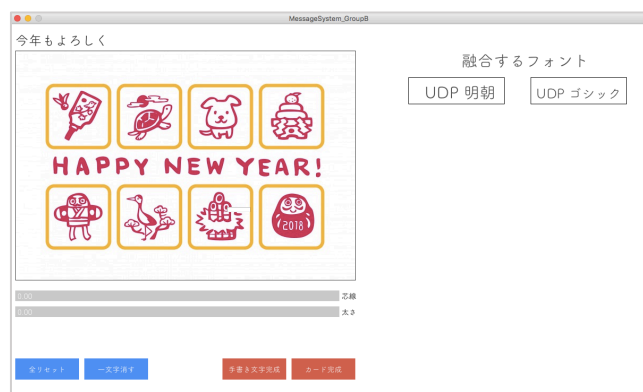 MessageSystem_GroupB
今年もよろしく
融合するフォント
UDP 明朝
UDP ゴシック
HAPPY NEW YEAR!
2018
0.00 芯線
0.00 太さ
全リセット
一文字消す
手書き文字完成
カード完成